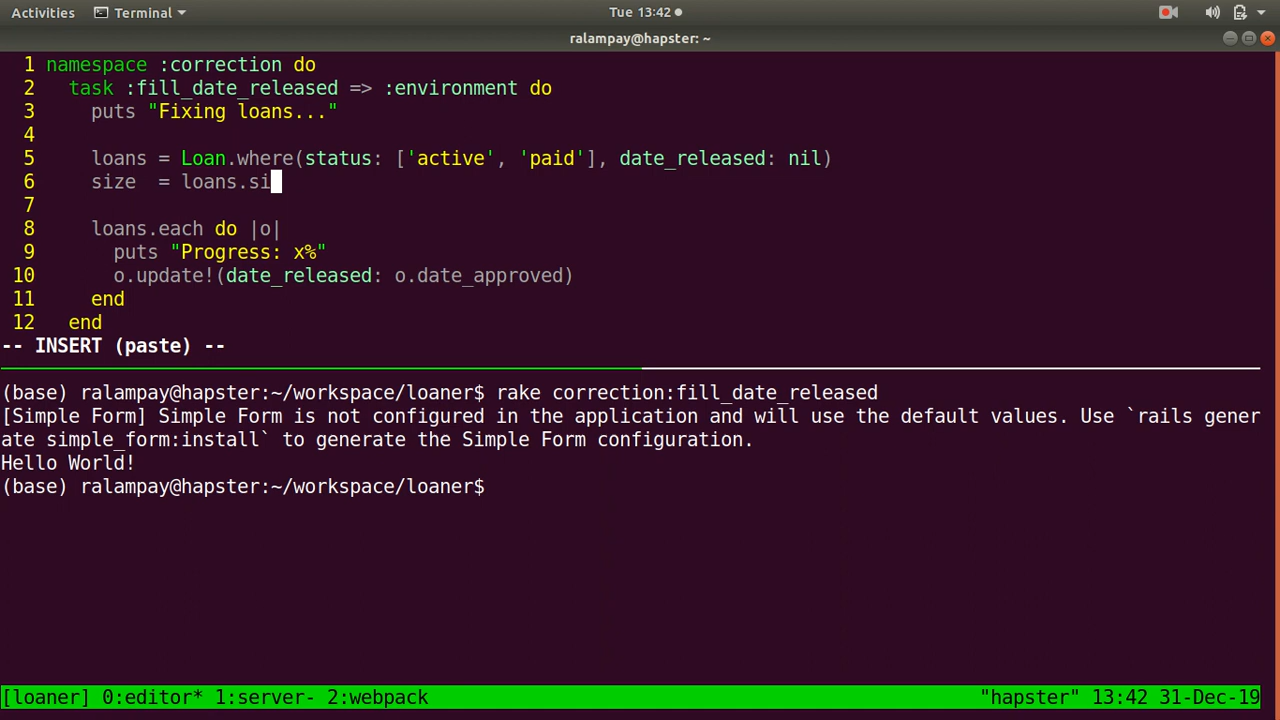 Activities Terminal Tue 13:42
ralampay@hapster: ~
1 namespace :correction do
2   task :fill_date_released => :environment do
3     puts "Fixing loans..."
4
5     loans = Loan.where(status: ['active', 'paid'], date_released: nil)
6     size  = loans.si
7
8     loans.each do |o|
9       puts "Progress: x%"
10       o.update!(date_released: o.date_approved)
11     end
12   end
-- INSERT (paste) --
(base) ralampay@hapster:~/workspace/loaner$ rake correction:fill_date_released
[Simple Form] Simple Form is not configured in the application and will use the default values. Use `rails gener
ate simple_form:install` to generate the Simple Form configuration.
Hello World!
(base) ralampay@hapster:~/workspace/loaner$
[loaner] 0:editor* 1:server- 2:webpack "hapster" 13:42 31-Dec-19